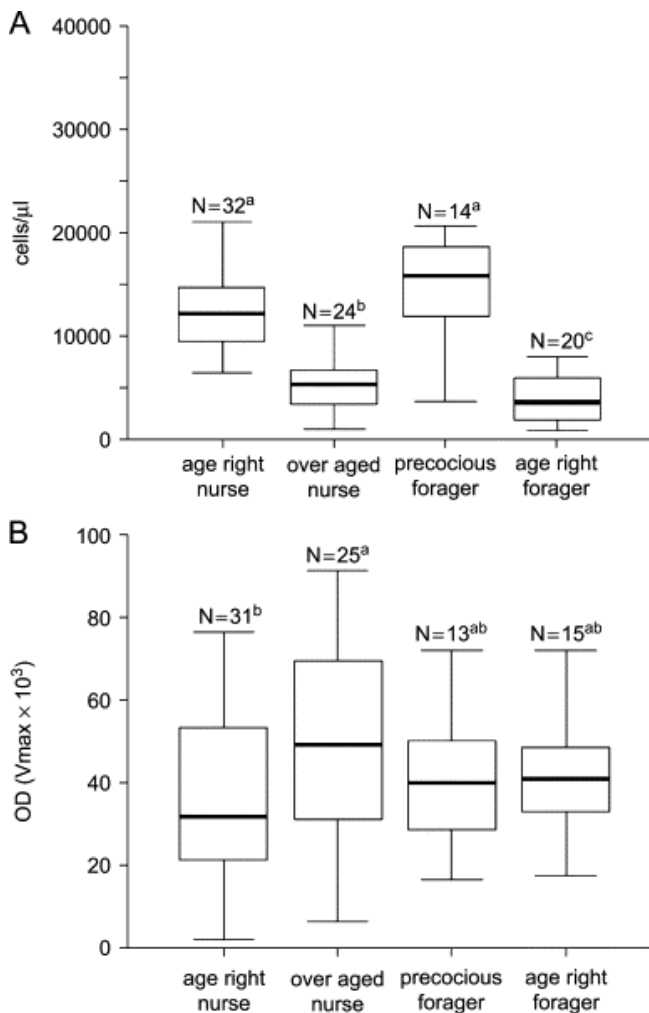 A
40000
30000
20000
10000
0
cells/μl
N=32ᵃ
N=24ᵇ
N=14ᵃ
N=20ᶜ
age right nurse
over aged nurse
precocious forager
age right forager
B
100
80
60
40
20
0
OD (Vmax × 10³)
N=31ᵇ
N=25ᵃ
N=13ᵃᵇ
N=15ᵃᵇ
age right nurse
over aged nurse
precocious forager
age right forager